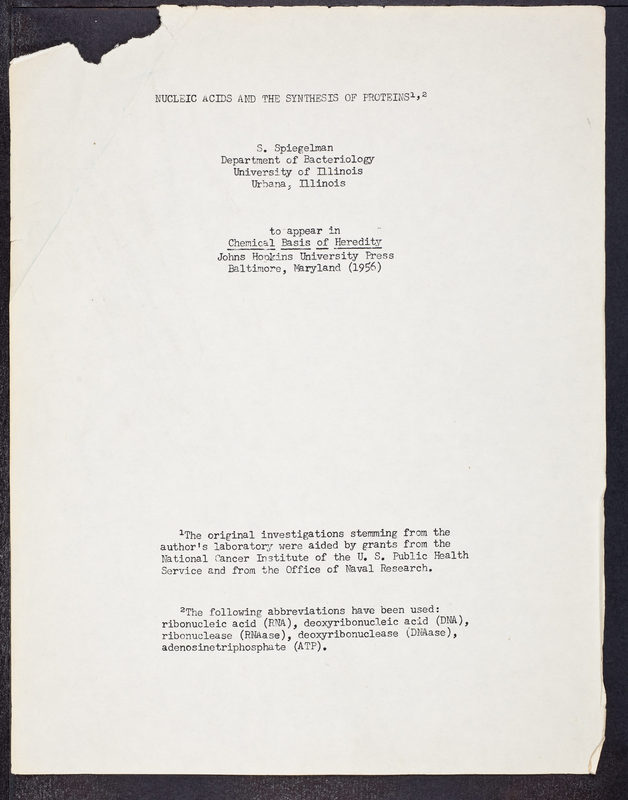 NUCLEIC ACIDS AND THE SYNTHESIS OF PROTEINS1,2
S. Spiegelman
Department of Bacteriology
University of Illinois
Urbana, Illinois
to appear in
Chemical Basis of Heredity
Johns Hopkins University Press
Baltimore, Maryland (1956)
1The original investigations stemming from the
author's laboratory were aided by grants from the
National Cancer Institute of the U. S. Public Health
Service and from the Office of Naval Research.
2The following abbreviations have been used:
ribonucleic acid (RNA), deoxyribonucleic acid (DNA),
ribonuclease (RNAase), deoxyribonuclease (DNAase),
adenosinetriphosphate (ATP).